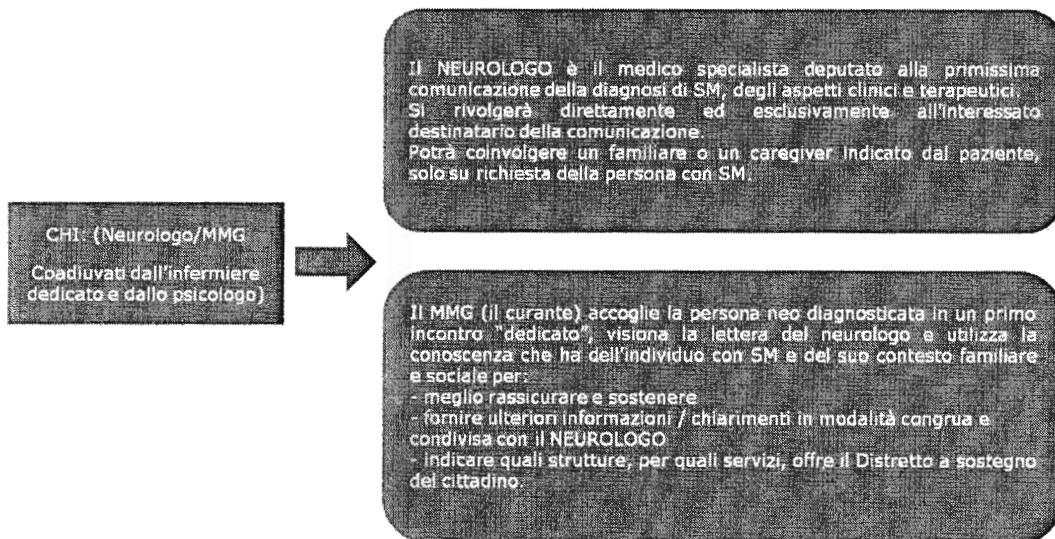 CHI: (Neurologo/MMG
Coadiuvati dall'infermiere
dedicato e dallo psicologo)
Il NEUROLOGO è il medico specialista deputato alla primissima
comunicazione della diagnosi di SM, degli aspetti clinici e terapeutici.
Si rivolgerà direttamente ed esclusivamente all'interessato
destinatario della comunicazione.
Potrà coinvolgere un familiare o un caregiver indicato dal paziente,
solo su richiesta della persona con SM.
Il MMG (il curante) accoglie la persona neo diagnosticata in un primo
incontro "dedicato", visiona la lettera del neurologo e utilizza la
conoscenza che ha dell'individuo con SM e del suo contesto familiare
e sociale per:
- meglio rassicurare e sostenere
- fornire ulteriori informazioni / chiarimenti in modalità congrua e
condivisa con il NEUROLOGO
- indicare quali strutture, per quali servizi, offre il Distretto a sostegno
del cittadino.